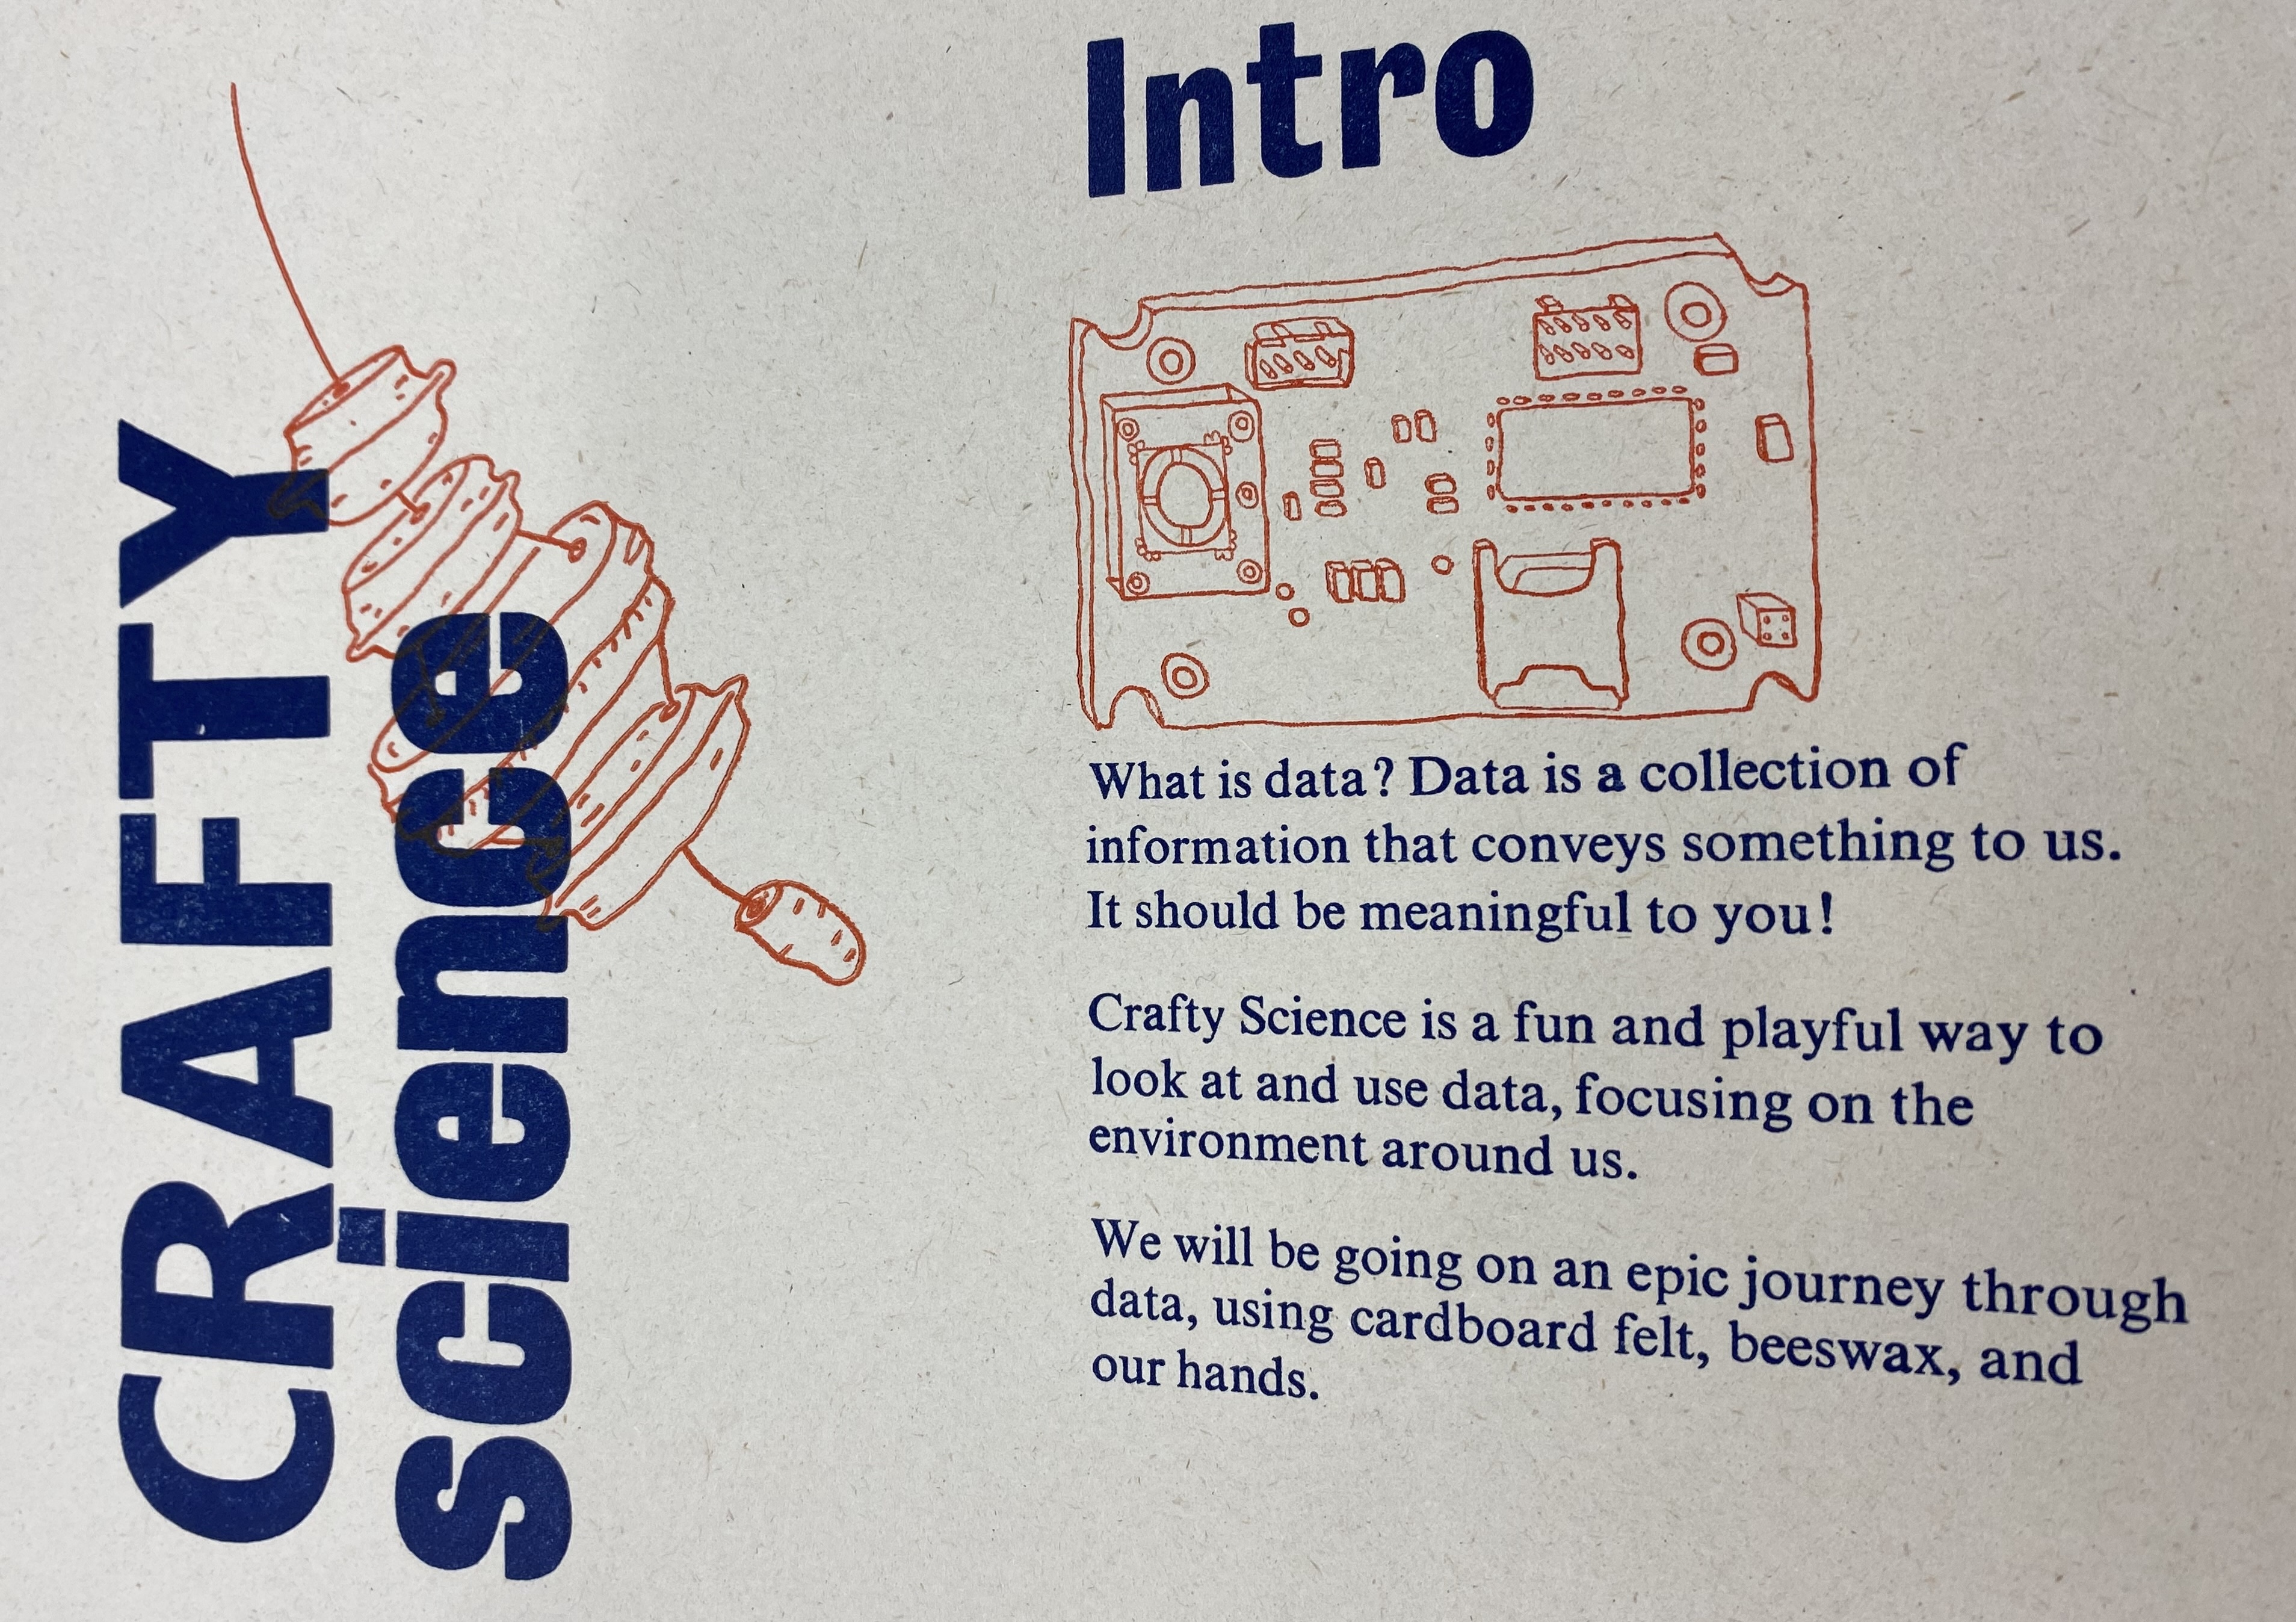 CRAFTY
science
Intro
What is data? Data is a collection of
information that conveys something to us.
It should be meaningful to you!
Crafty Science is a fun and playful way to
look at and use data, focusing on the
environment around us.
We will be going on an epic journey through
data, using cardboard felt, beeswax, and
our hands.